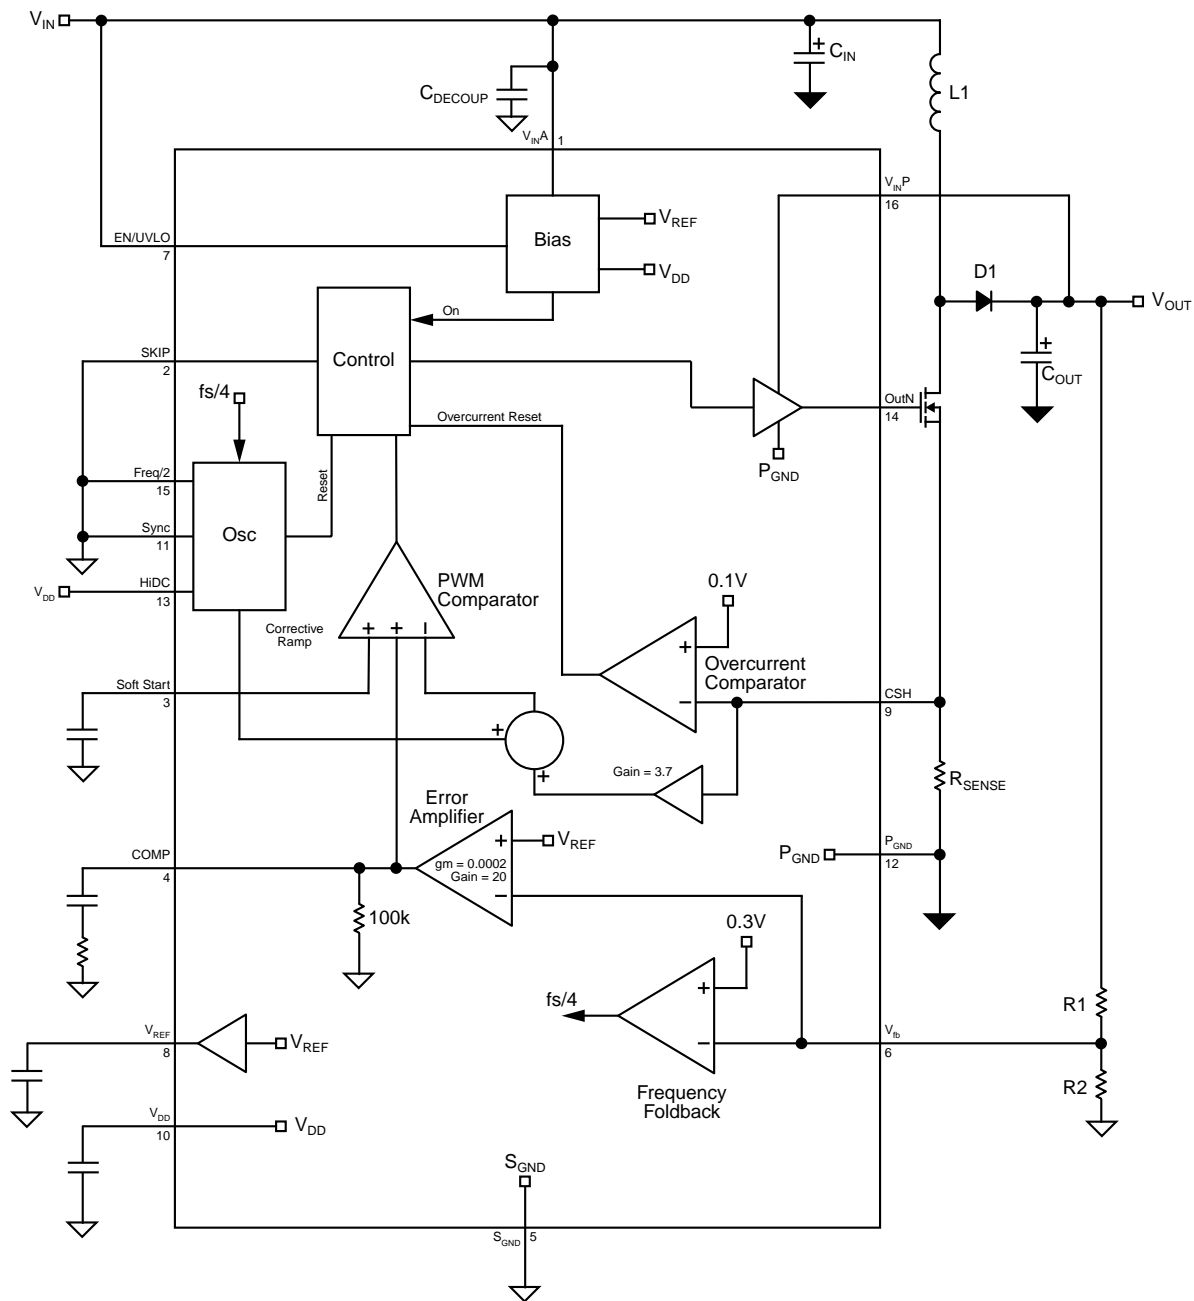 VIN
+
CIN
L1
CDECOUP
VINA
1
VINP
16
VREF
EN/UVLO
7
Bias
VDD
D1
VOUT
On
SKIP
2
Control
+
COUT
fs/4
OutN
14
Overcurrent Reset
PGND
Freq/2
15
Reset
Sync
11
Osc
VDD
HiDC
13
PWM
Comparator
0.1V
Corrective
Ramp
+ + −
+
Overcurrent
Comparator
Soft Start
3
−
CSH
9
+
+
Gain = 3.7
RSENSE
Error
Amplifier
+
VREF
PGND
PGND
12
COMP
4
gm = 0.0002
Gain = 20
−
100k
0.3V
+
fs/4
R1
VREF
8
VREF
−
Vfb
6
R2
Frequency
Foldback
VDD
10
VDD
SGND
SGND
5